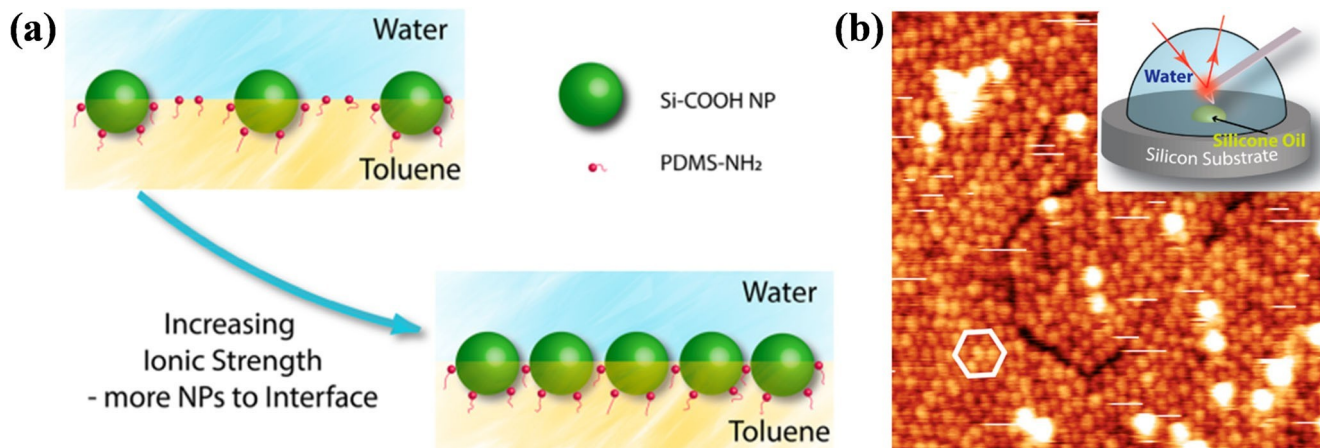 (a)
Water
Toluene
Si-COOH NP
PDMS-NH₂
Increasing
Ionic Strength
- more NPs to Interface
Water
Toluene
(b)
Water
Silicone Oil
Silicon Substrate